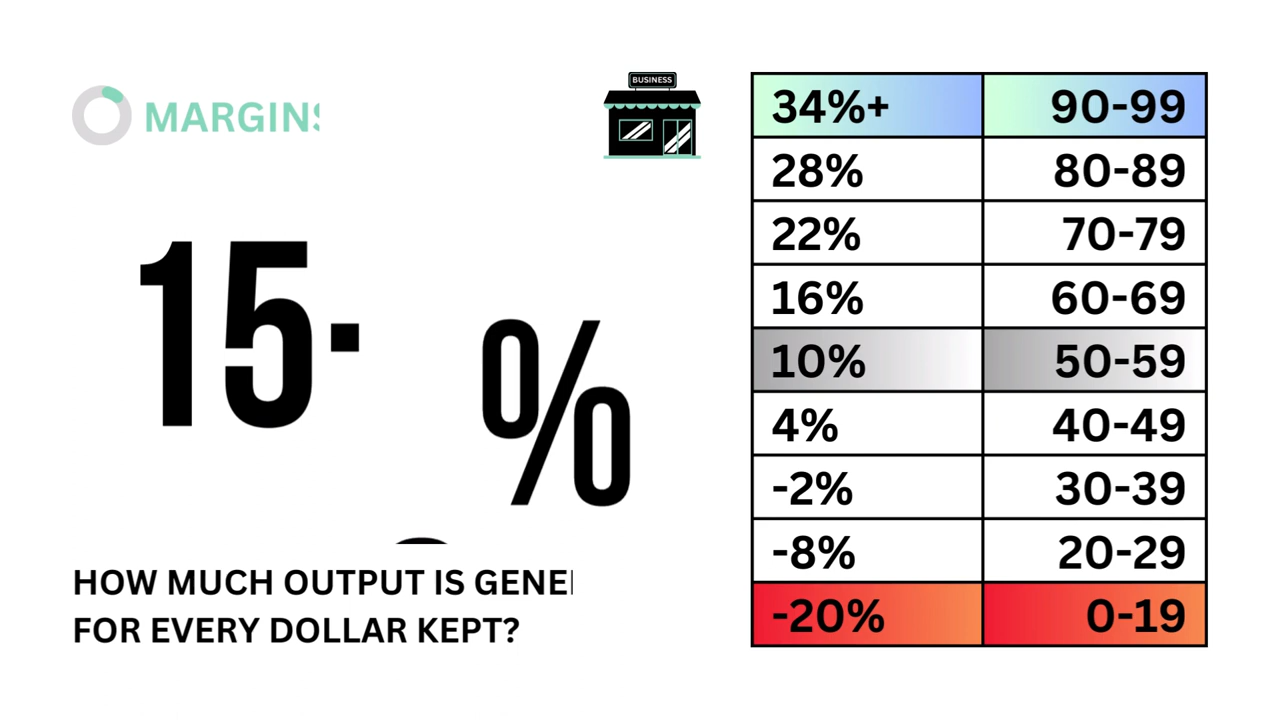 MARGINS
BUSINESS
15.
%
HOW MUCH OUTPUT IS GENE
FOR EVERY DOLLAR KEPT?
34%+ 90-99
28% 80-89
22% 70-79
16% 60-69
10% 50-59
4% 40-49
-2% 30-39
-8% 20-29
-20% 0-19